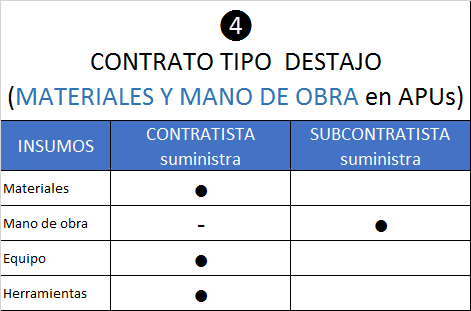 4
CONTRATO TIPO DESTAJO
(MATERIALES Y MANO DE OBRA en APUs)
INSUMOS CONTRATISTA suministra SUBCONTRATISTA suministra
Materiales ●
Mano de obra - ●
Equipo ●
Herramientas ●